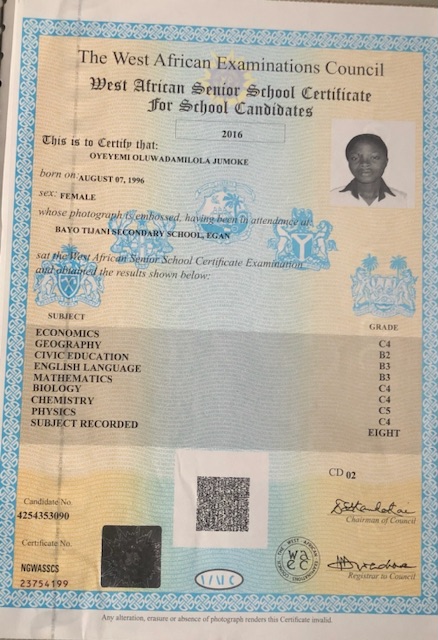 The West African Examinations Council
West African Senior School Certificate
For School Candidates
2016
This is to Certify that:
OYEYEMI OLUWADAMILOLA JUMOKE
born on: AUGUST 07, 1996
sex: FEMALE
whose photograph is embossed, having been in attendance at:
BAYO TIJANI SECONDARY SCHOOL, EGAN
sat the West African Senior School Certificate Examination
and obtained the results shown below:
SUBJECT GRADE
ECONOMICS C4
GEOGRAPHY B2
CIVIC EDUCATION B3
ENGLISH LANGUAGE B3
MATHEMATICS C4
BIOLOGY C4
CHEMISTRY C5
PHYSICS C4
SUBJECT RECORDED EIGHT
CD 02
Candidate No.
4254353090
Chairman of Council
Certificate No.
NGWASSCS
23754199
Registrar to Council
Any alteration, erasure or absence of photograph renders this Certificate invalid.